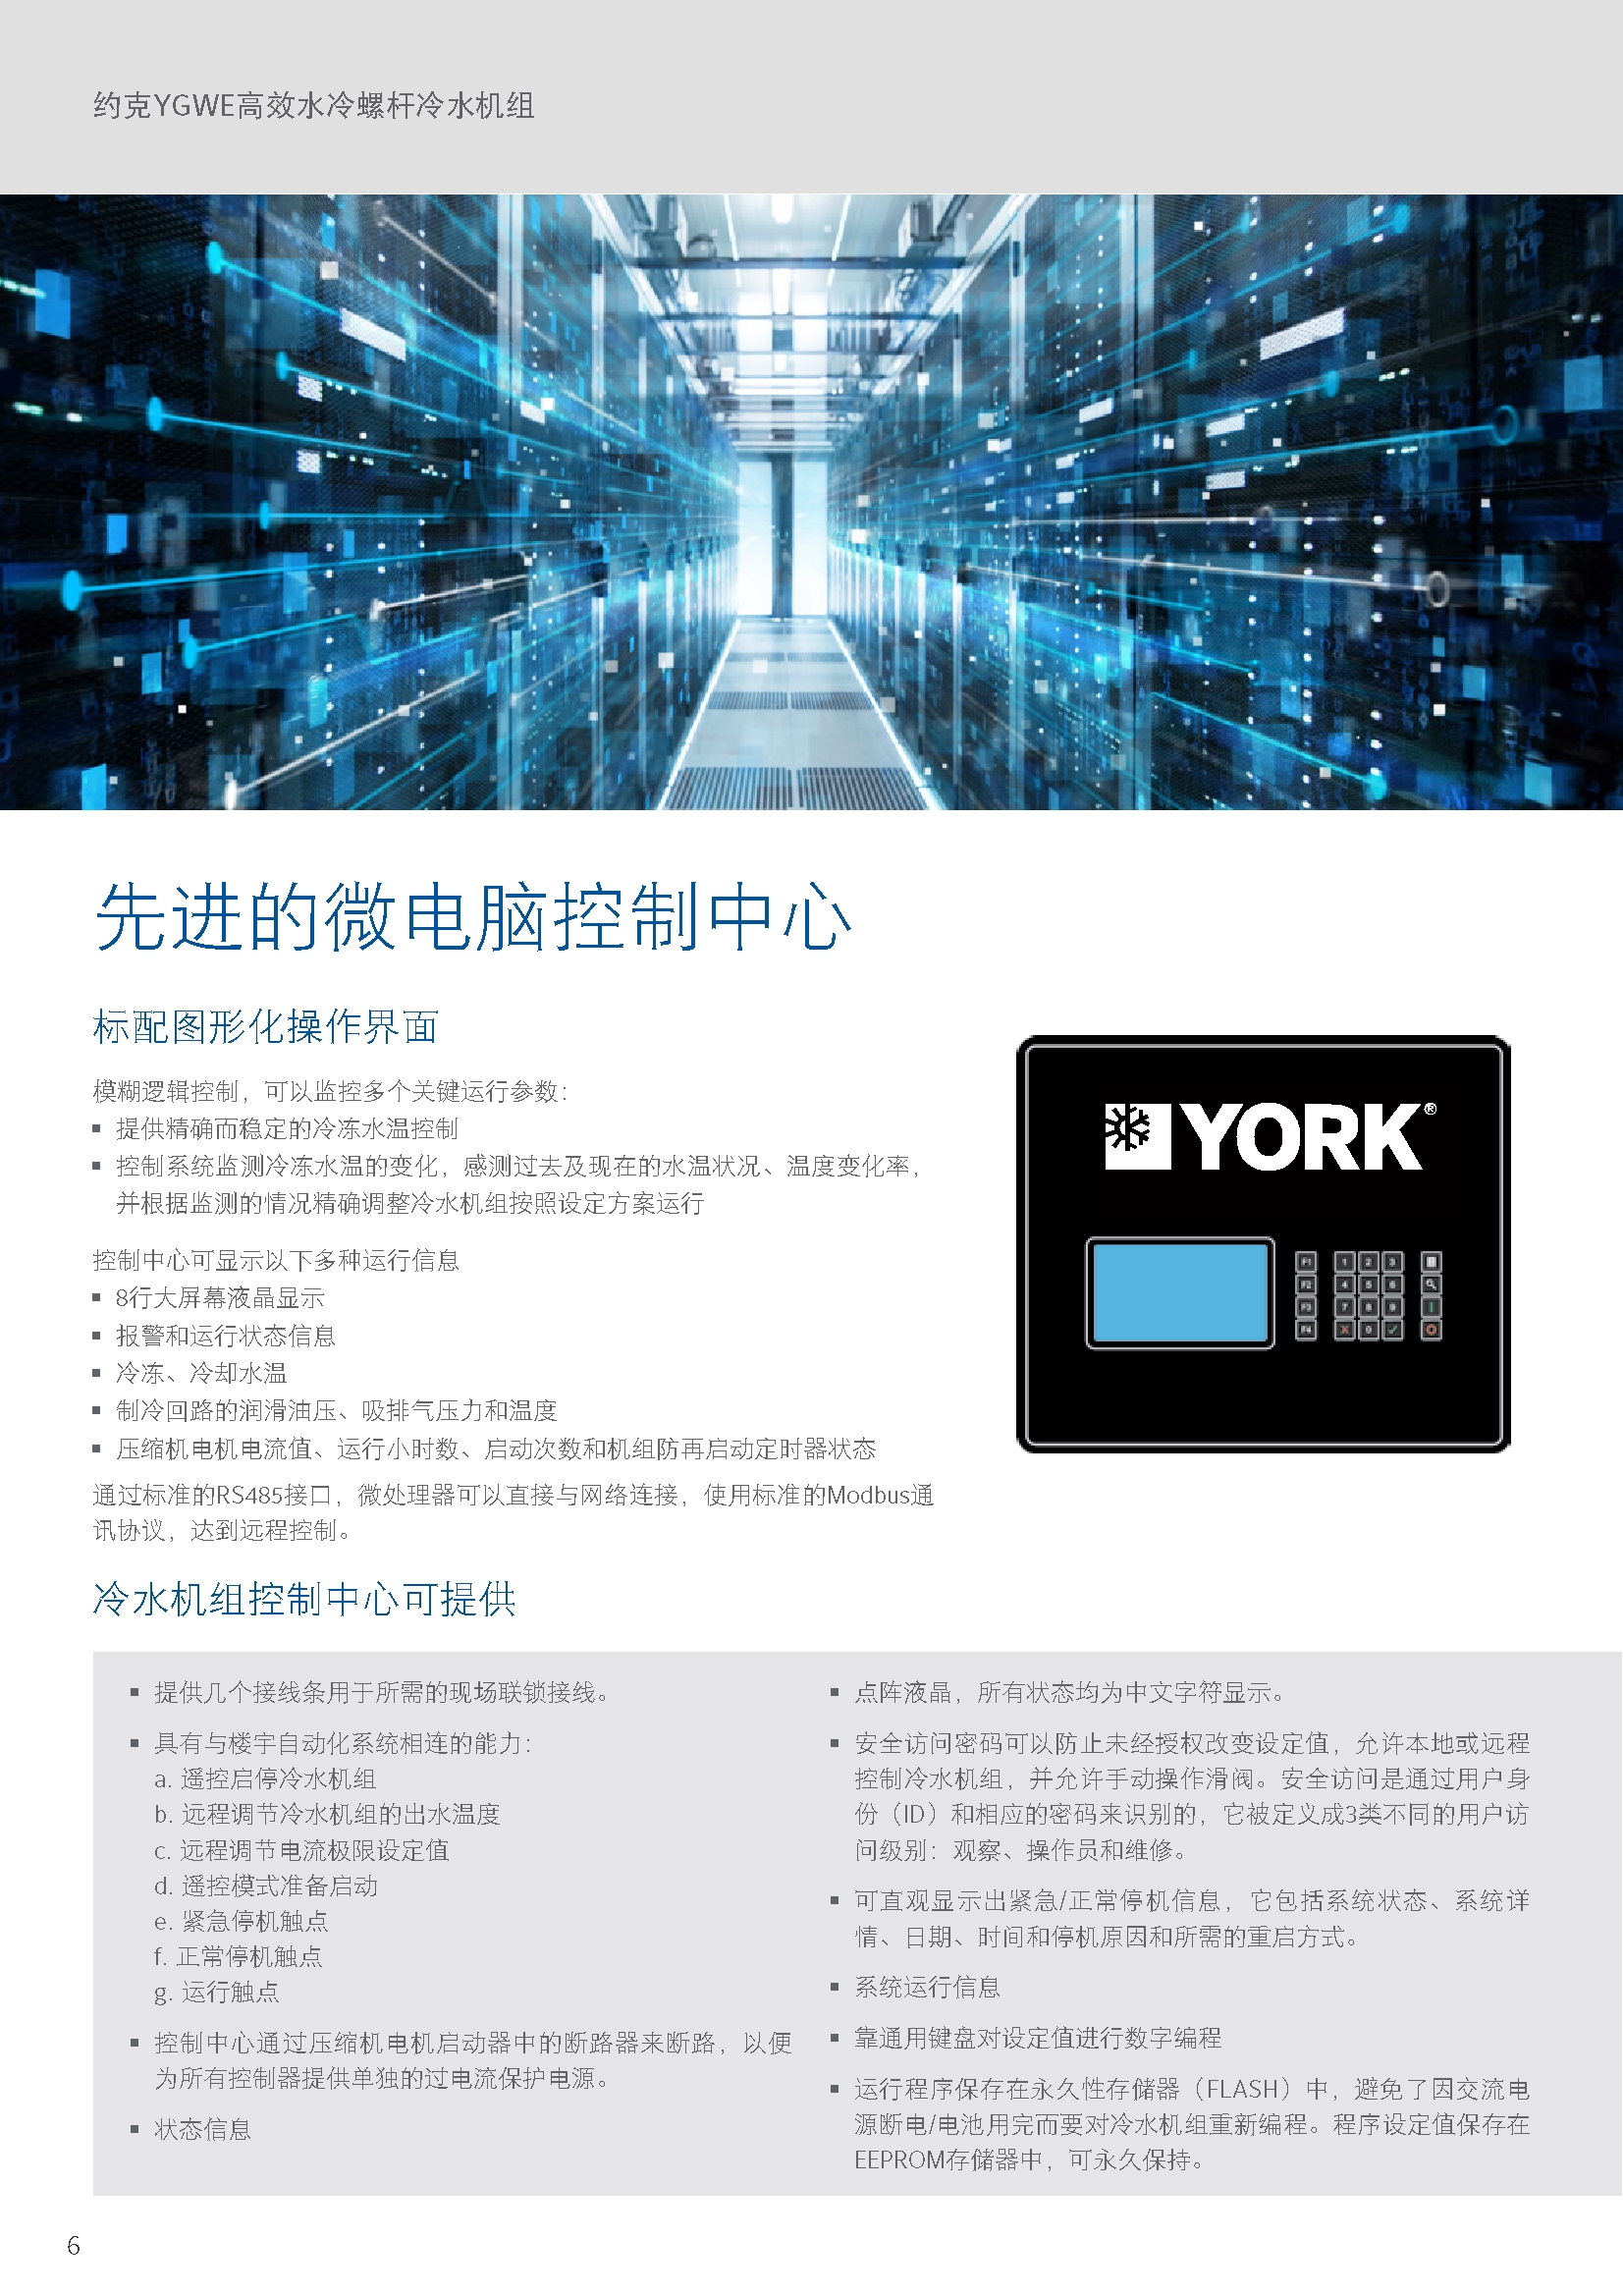 约克YGWE高效水冷螺杆冷水机组
先进的微电脑控制中心
标配图形化操作界面
模糊逻辑控制，可以监控多个关键运行参数：
▪ 提供精确而稳定的冷冻水温控制
▪ 控制系统监测冷冻水温的变化，感测过去及现在的水温状况、温度变化率，
并根据监测的情况精确调整冷水机组按照设定方案运行
控制中心可显示以下多种运行信息
▪ 8行大屏幕液晶显示
▪ 报警和运行状态信息
▪ 冷冻、冷却水温
▪ 制冷回路的润滑油压、吸排气压力和温度
▪ 压缩机电机电流值、运行小时数、启动次数和机组防再启动定时器状态
通过标准的RS485接口，微处理器可以直接与网络连接，使用标准的Modbus通
讯协议，达到远程控制。
YORK®
F1 1 2 3
F2 4 5 6
F3 7 8 9
F4 X 0 ✓
冷水机组控制中心可提供
▪ 提供几个接线条用于所需的现场联锁接线。
▪ 具有与楼宇自动化系统相连的能力：
a. 遥控启停冷水机组
b. 远程调节冷水机组的出水温度
c. 远程调节电流极限设定值
d. 遥控模式准备启动
e. 紧急停机触点
f. 正常停机触点
g. 运行触点
▪ 控制中心通过压缩机电机启动器中的断路器来断路，以便
为所有控制器提供单独的过电流保护电源。
▪ 状态信息
▪ 点阵液晶，所有状态均为中文字符显示。
▪ 安全访问密码可以防止未经授权改变设定值，允许本地或远程
控制冷水机组，并允许手动操作滑阀。安全访问是通过用户身
份（ID）和相应的密码来识别的，它被定义成3类不同的用户访
问级别：观察、操作员和维修。
▪ 可直观显示出紧急/正常停机信息，它包括系统状态、系统详
情、日期、时间和停机原因和所需的重启方式。
▪ 系统运行信息
▪ 靠通用键盘对设定值进行数字编程
▪ 运行程序保存在永久性存储器（FLASH）中，避免了因交流电
源断电/电池用完而要对冷水机组重新编程。程序设定值保存在
EEPROM存储器中，可永久保持。
6